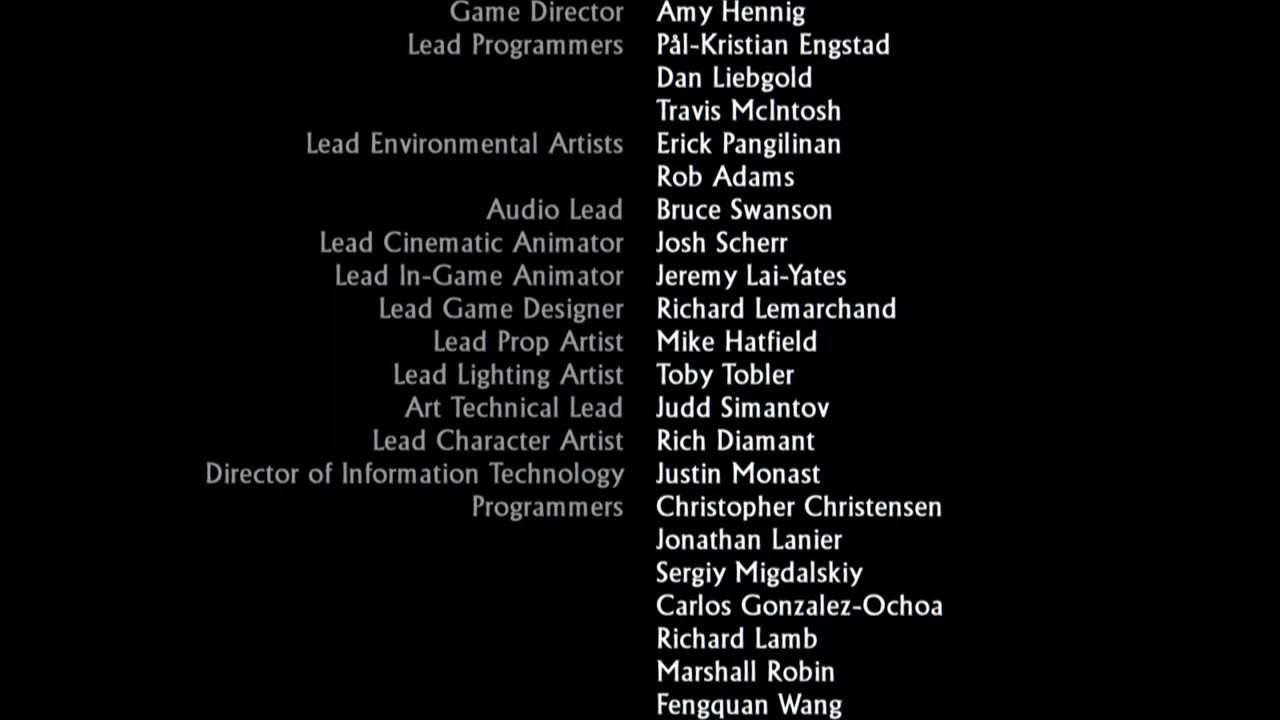 Game Director Amy Hennig
Lead Programmers Pål-Kristian Engstad
Dan Liebgold
Travis McIntosh
Lead Environmental Artists Erick Pangilinan
Rob Adams
Audio Lead Bruce Swanson
Lead Cinematic Animator Josh Scherr
Lead In-Game Animator Jeremy Lai-Yates
Lead Game Designer Richard Lemarchand
Lead Prop Artist Mike Hatfield
Lead Lighting Artist Toby Tobler
Art Technical Lead Judd Simantov
Lead Character Artist Rich Diamant
Director of Information Technology Justin Monast
Programmers Christopher Christensen
Jonathan Lanier
Sergiy Migdalskiy
Carlos Gonzalez-Ochoa
Richard Lamb
Marshall Robin
Fengquan Wang